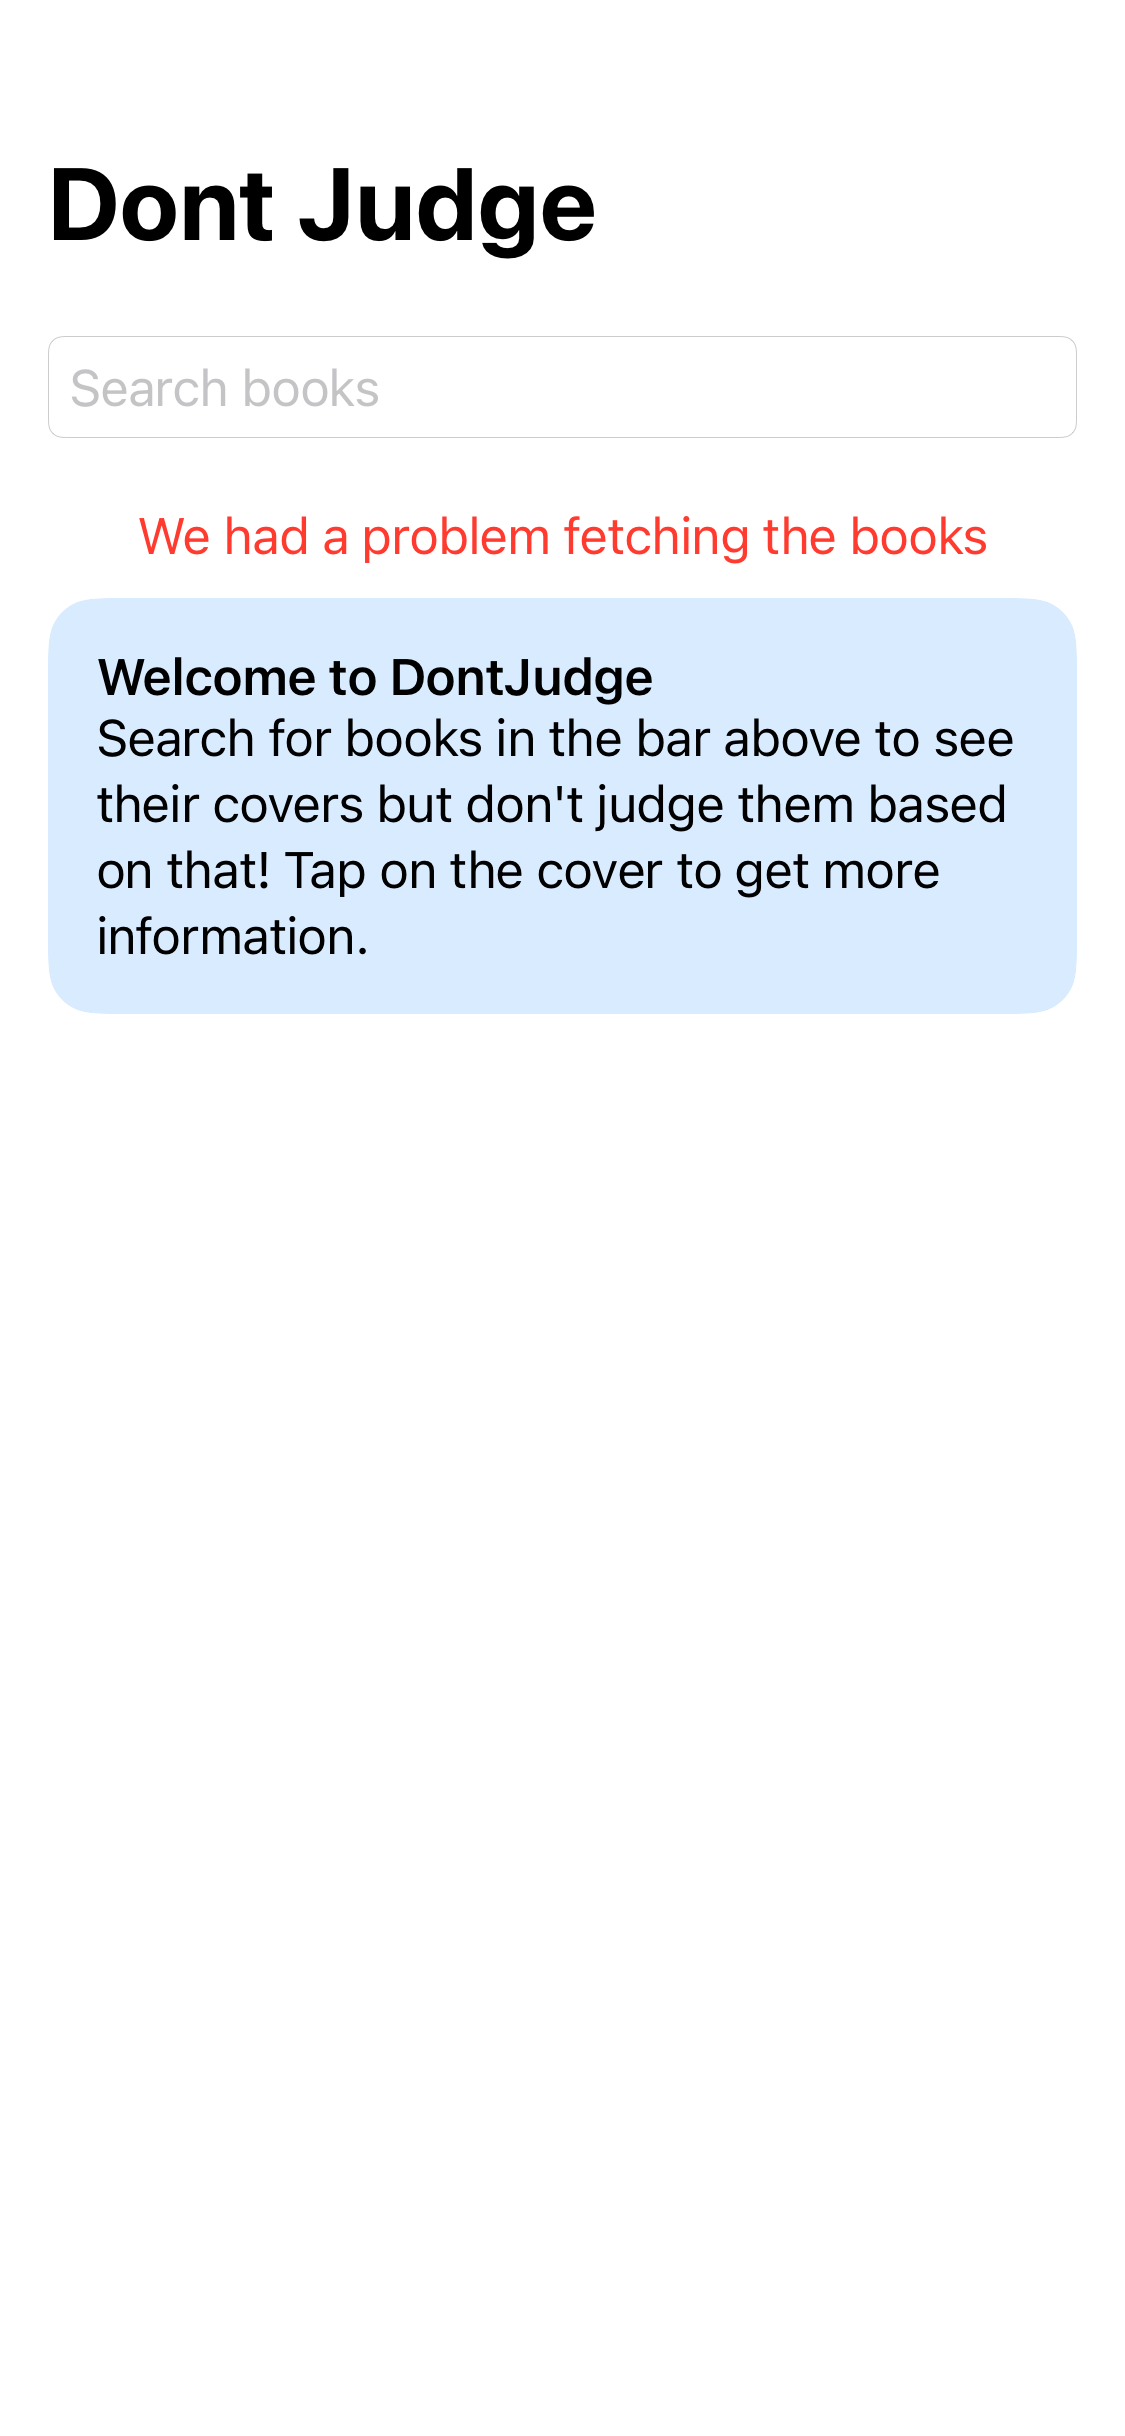 Dont Judge
Search books
We had a problem fetching the books
Welcome to DontJudge
Search for books in the bar above to see
their covers but don't judge them based
on that! Tap on the cover to get more
information.